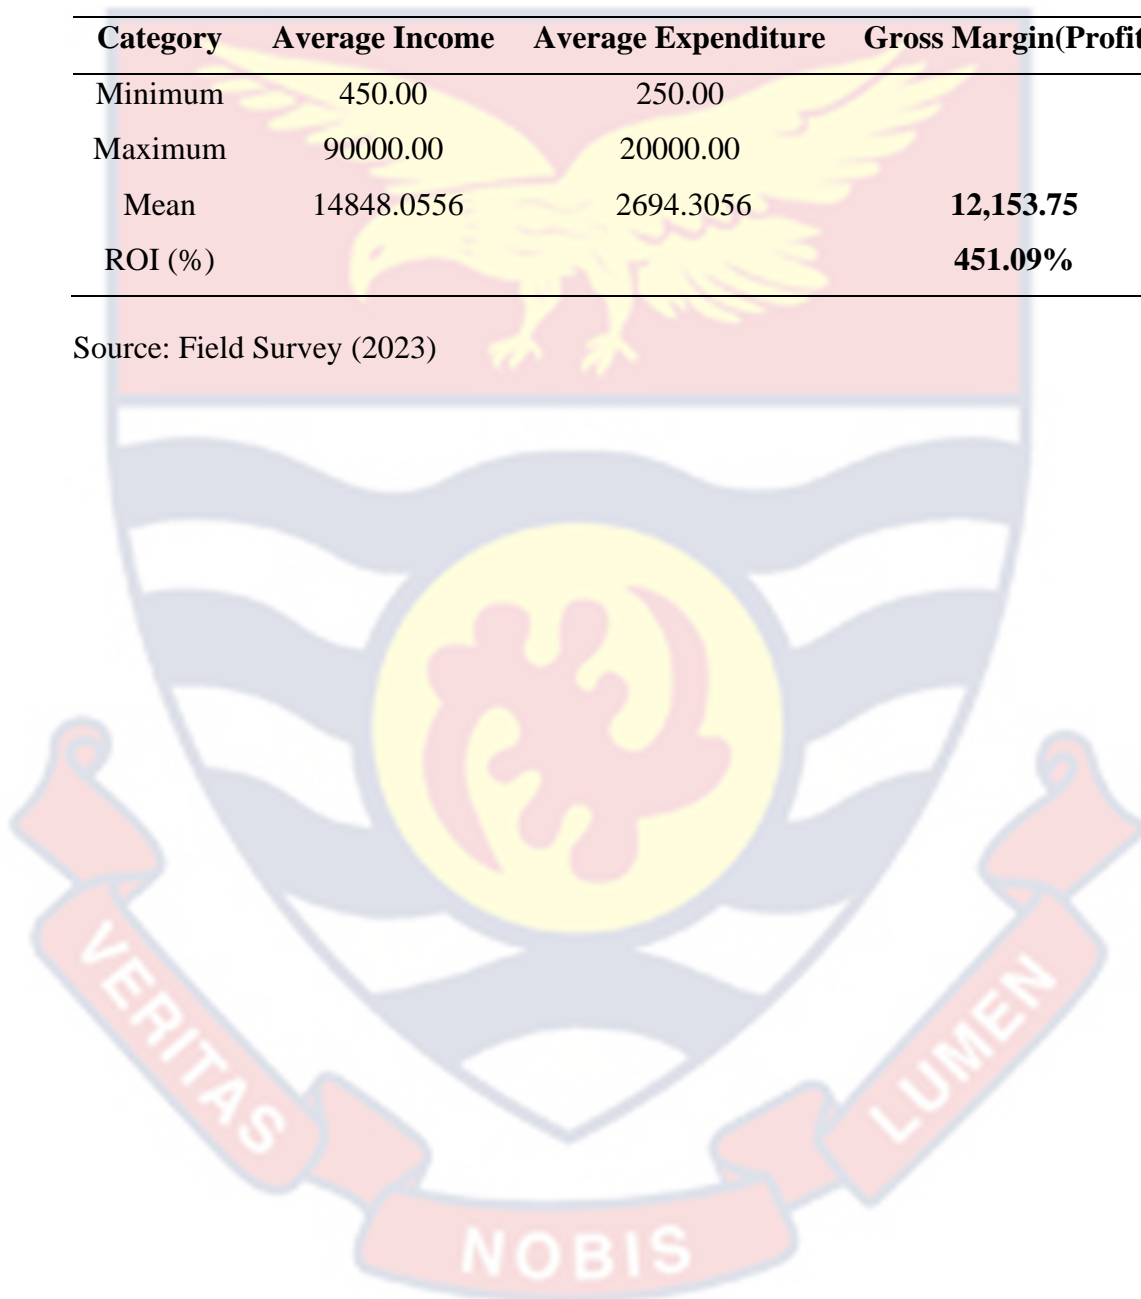 Category Average Income Average Expenditure Gross Margin(Profit
Minimum 450.00 250.00
Maximum 90000.00 20000.00
Mean 14848.0556 2694.3056 12,153.75
ROI (%) 451.09%
Source: Field Survey (2023)
VERITAS
NOBIS
LUMEN